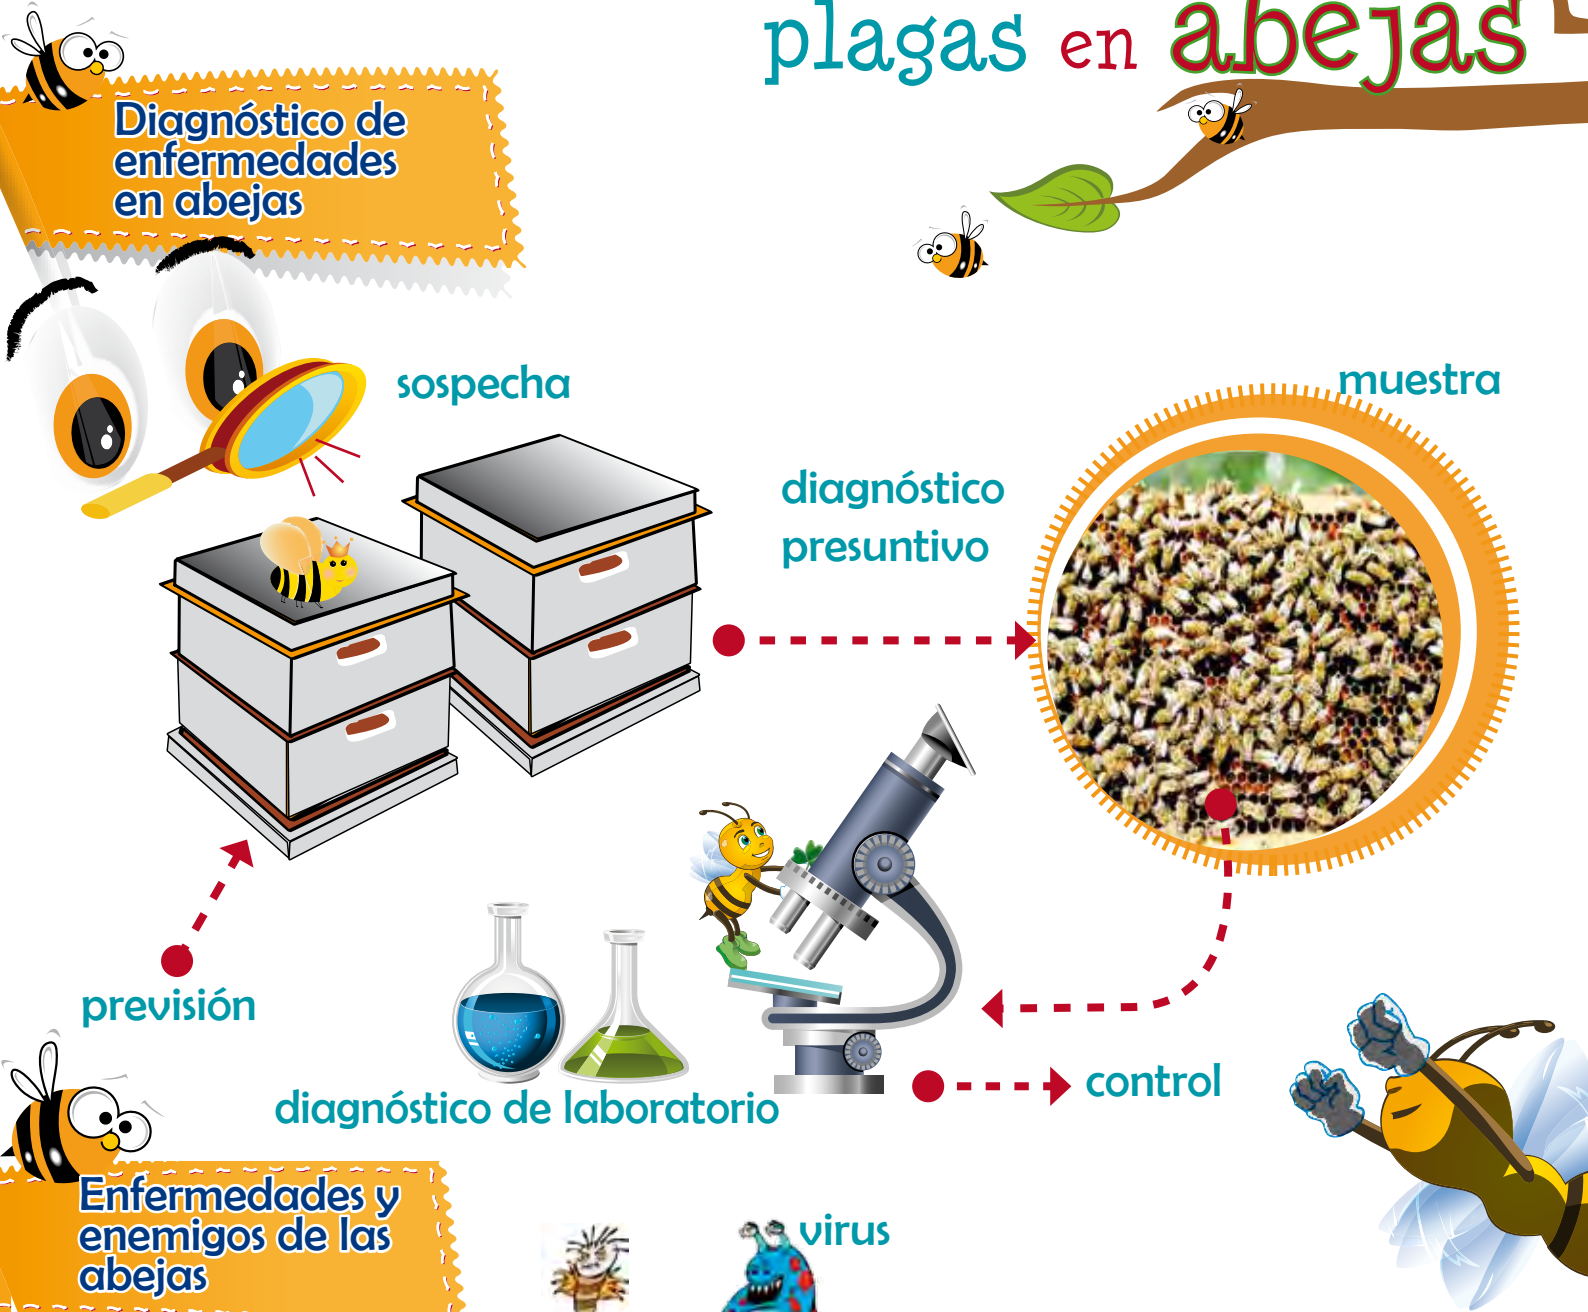 plagas en abejas
Diagnóstico de
enfermedades
en abejas
sospecha
muestra
diagnóstico
presuntivo
previsión
diagnóstico de laboratorio
control
Enfermedades y
enemigos de las
abejas
virus